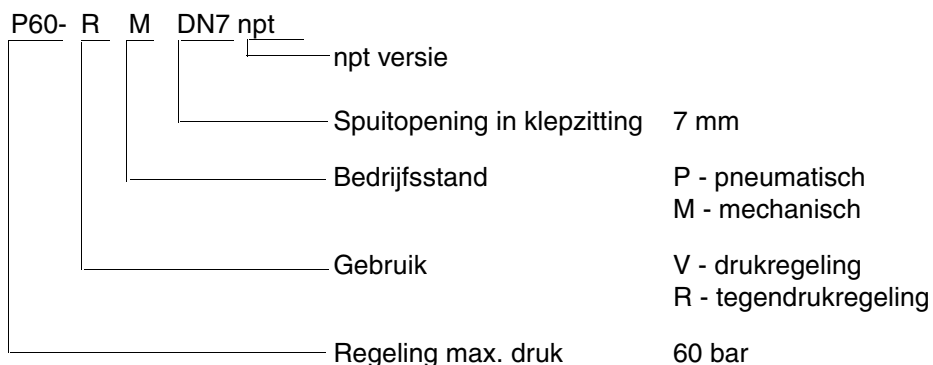 P60- R M DN7 npt
npt versie
Spuitopening in klepzitting 7 mm
Bedrijfsstand P - pneumatisch
M - mechanisch
Gebruik V - drukregeling
R - tegendrukregeling
Regeling max. druk 60 bar